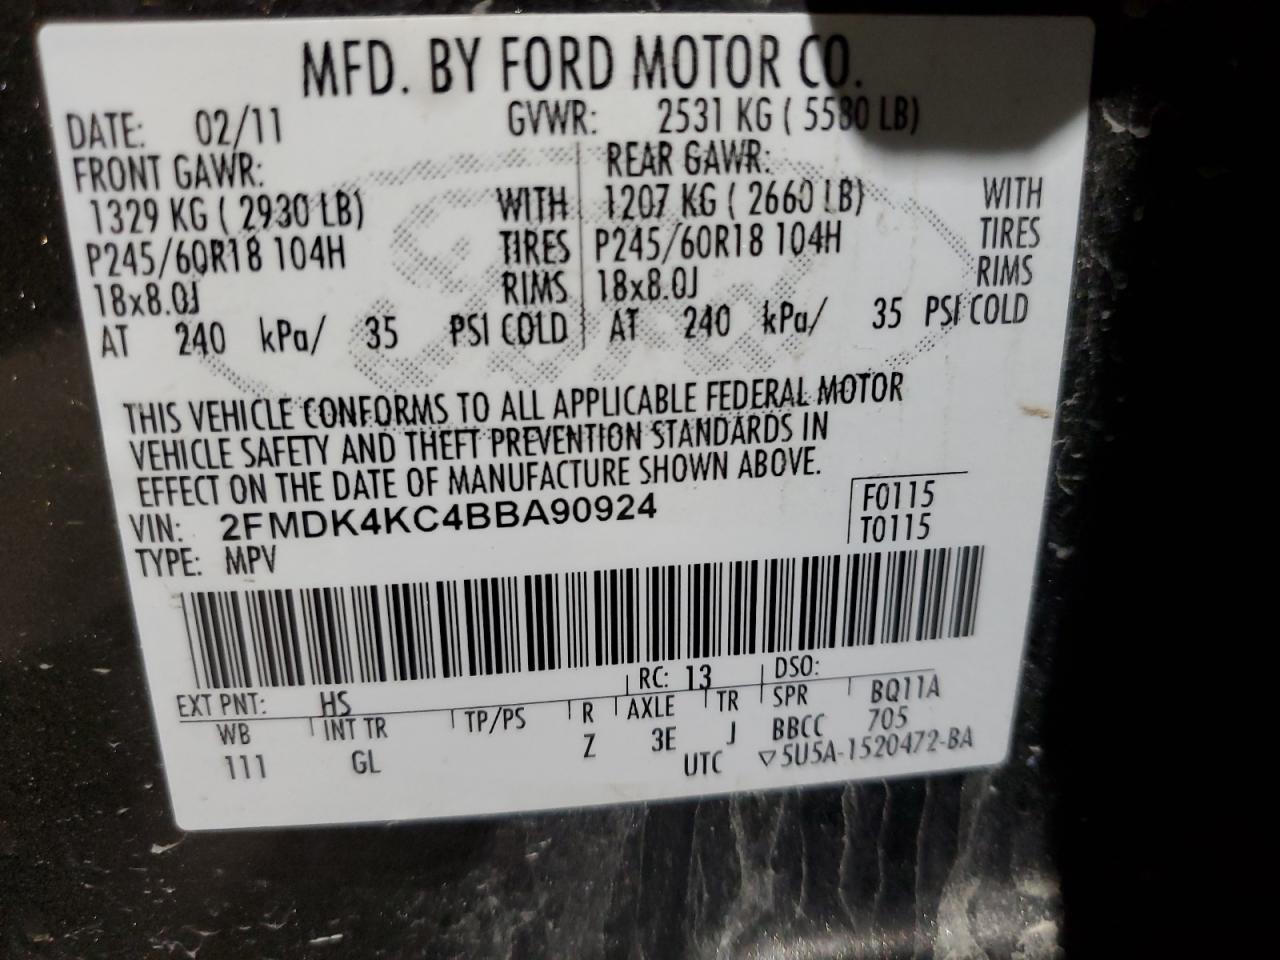 MFD. BY FORD MOTOR CO.
DATE: 02/11 GVWR: 2531 KG ( 5580 LB)
FRONT GAWR: REAR GAWR:
1329 KG ( 2930 LB) WITH 1207 KG ( 2660 LB) WITH
P245/60R18 104H TIRES P245/60R18 104H TIRES
18x8.0J RIMS 18x8.0J RIMS
AT 240 kPa/ 35 PSI COLD AT 240 kPa/ 35 PSI COLD
THIS VEHICLE CONFORMS TO ALL APPLICABLE FEDERAL MOTOR
VEHICLE SAFETY AND THEFT PREVENTION STANDARDS IN
EFFECT ON THE DATE OF MANUFACTURE SHOWN ABOVE.
VIN: 2FMDK4KC4BBA90924 F0115
TYPE: MPV T0115
EXT PNT: HS RC: 13 DSO:
WB INT TR TP/PS R AXLE TR SPR BQ11A
111 GL Z 3E J BBCC 705
UTC ▽5U5A-1520472-BA
Ford